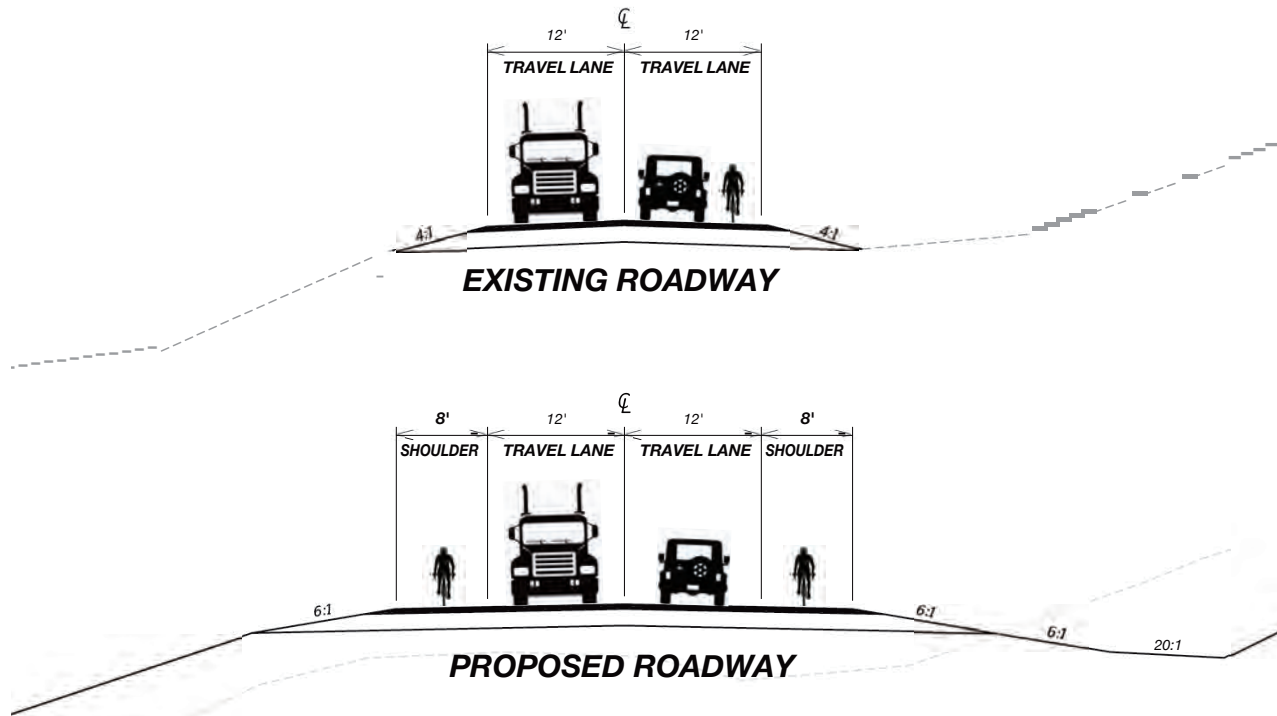 ℄
12' 12'
TRAVEL LANE TRAVEL LANE
4:1 4:1
EXISTING ROADWAY
℄
8' 12' 12' 8'
SHOULDER TRAVEL LANE TRAVEL LANE SHOULDER
6:1 6:1
6:1
20:1
PROPOSED ROADWAY